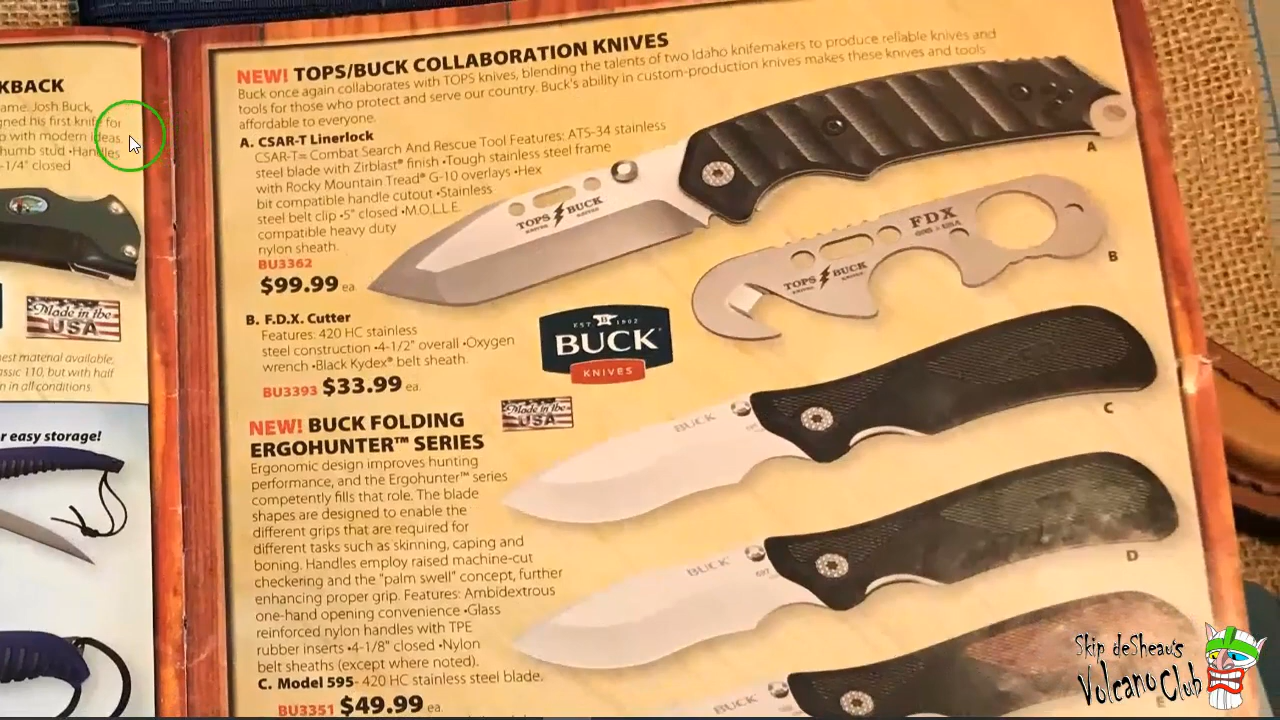 KBACK
ame. Josh Buck,
gned his first knife for
p with modern ideas.
humb stud •Handles
-1/4" closed
Made in the
USA
est material available,
assic 110, but with half
n in all conditions.
r easy storage!
NEW! TOPS/BUCK COLLABORATION KNIVES
Buck once again collaborates with TOPS knives, blending the talents of two Idaho knifemakers to produce reliable knives and
tools for those who protect and serve our country. Buck's ability in custom-production knives makes these knives and tools
affordable to everyone.
A. CSAR-T Linerlock
CSAR-T= Combat Search And Rescue Tool Features: ATS-34 stainless
steel blade with Zirblast® finish •Tough stainless steel frame
with Rocky Mountain Tread® G-10 overlays •Hex
bit compatible handle cutout •Stainless
steel belt clip •5" closed •M.O.L.L.E.
compatible heavy duty
nylon sheath.
BU3362
$99.99 ea.
TOPS BUCK
KNIVES KNIVES
A
FDX
TOPS BUCK
B
B. F.D.X. Cutter
Features: 420 HC stainless
steel construction •4-1/2" overall •Oxygen
wrench •Black Kydex® belt sheath.
BU3393 $33.99 ea.
EST 1902
BUCK®
KNIVES
Made in the
USA
NEW! BUCK FOLDING
ERGOHUNTER™ SERIES
Ergonomic design improves hunting
performance, and the Ergohunter™ series
competently fills that role. The blade
shapes are designed to enable the
different grips that are required for
different tasks such as skinning, caping and
boning. Handles employ raised machine-cut
checkering and the "palm swell" concept, further
enhancing proper grip. Features: Ambidextrous
one-hand opening convenience •Glass
reinforced nylon handles with TPE
rubber inserts •4-1/8" closed •Nylon
belt sheaths (except where noted).
C. Model 595- 420 HC stainless steel blade.
BU3351 $49.99 ea.
BUCK
C
BUCK
D
BUCK
E
Skip deSheau's
Volcano Club